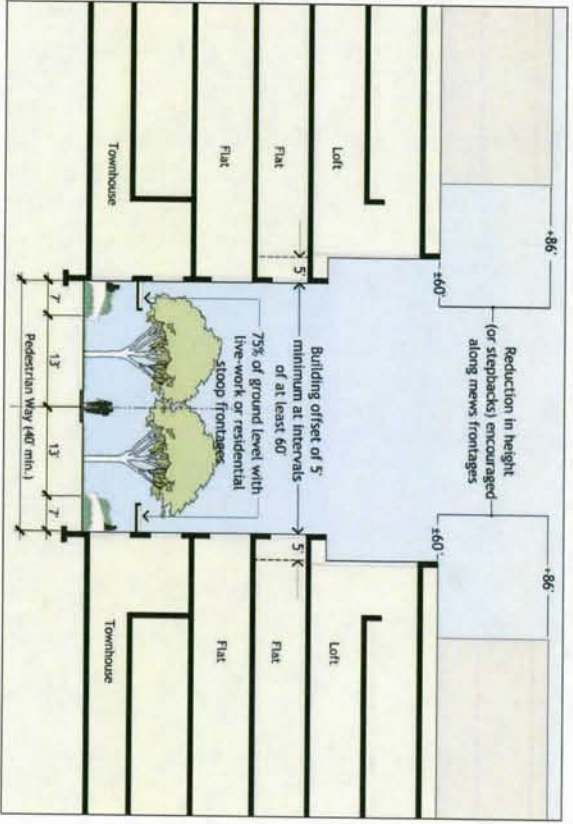 +86'
+86'
Reduction in height
(or stepbacks) encouraged
along mews frontages
±60'
±60'
Loft
Loft
Building offset of 5'
minimum at intervals
of at least 60'
Flat
Flat
5'
5'
Flat
Flat
75% of ground level with
live-work or residential
stoop frontages
Townhouse
Townhouse
7'
13'
13'
7'
Pedestrian Way (40' min.)